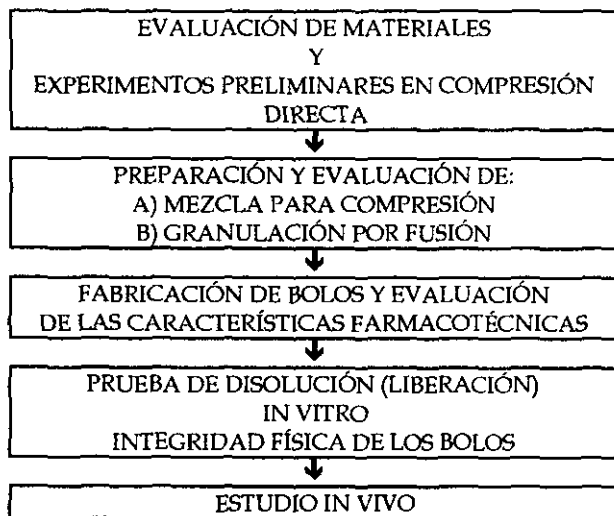 EVALUACIÓN DE MATERIALES
Y
EXPERIMENTOS PRELIMINARES EN COMPRESIÓN
DIRECTA
PREPARACIÓN Y EVALUACIÓN DE:
A) MEZCLA PARA COMPRESIÓN
B) GRANULACIÓN POR FUSIÓN
FABRICACIÓN DE BOLOS Y EVALUACIÓN
DE LAS CARACTERÍSTICAS FARMACOTÉCNICAS
PRUEBA DE DISOLUCIÓN (LIBERACIÓN)
IN VITRO
INTEGRIDAD FÍSICA DE LOS BOLOS
ESTUDIO IN VIVO